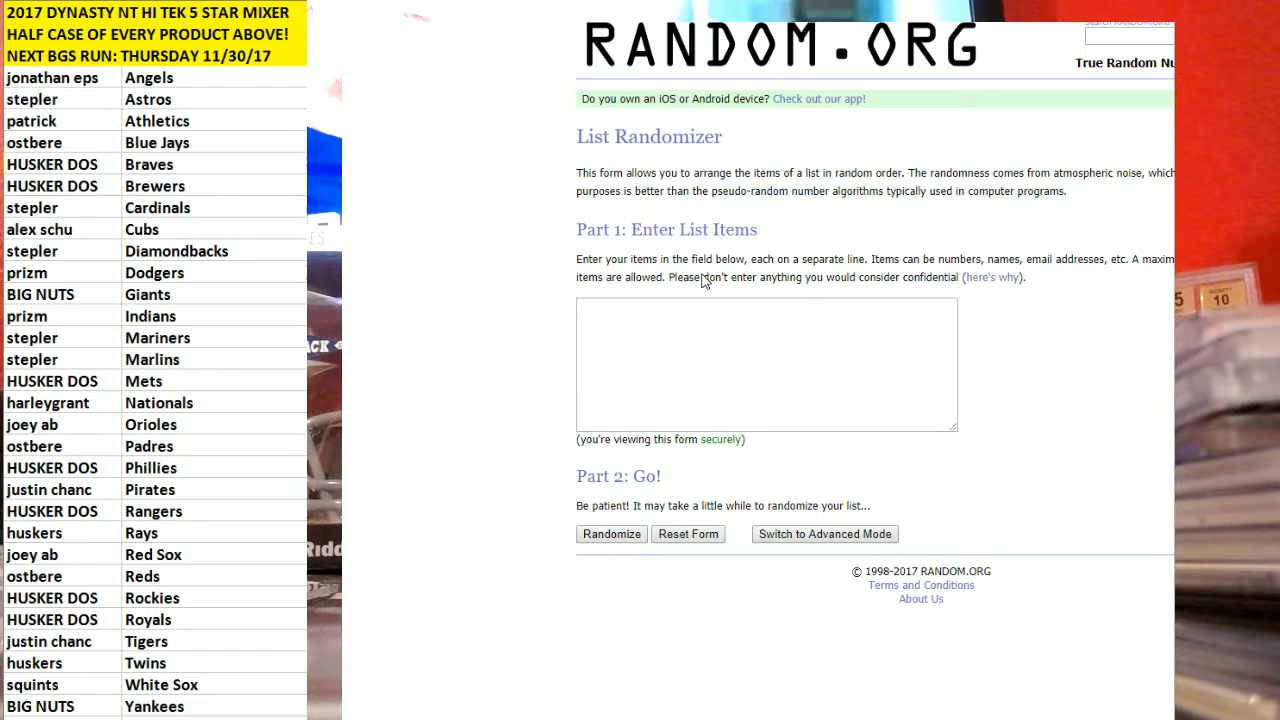 2017 DYNASTY NT HI TEK 5 STAR MIXER
HALF CASE OF EVERY PRODUCT ABOVE!
NEXT BGS RUN: THURSDAY 11/30/17
jonathan eps Angels
stepler Astros
patrick Athletics
ostbere Blue Jays
HUSKER DOS Braves
HUSKER DOS Brewers
stepler Cardinals
alex schu Cubs
stepler Diamondbacks
prizm Dodgers
BIG NUTS Giants
prizm Indians
stepler Mariners
stepler Marlins
HUSKER DOS Mets
harleygrant Nationals
joey ab Orioles
ostbere Padres
HUSKER DOS Phillies
justin chanc Pirates
HUSKER DOS Rangers
huskers Rays
joey ab Red Sox
ostbere Reds
HUSKER DOS Rockies
HUSKER DOS Royals
justin chanc Tigers
huskers Twins
squints White Sox
BIG NUTS Yankees
RANDOM.ORG
Search RANDOM.ORG
True Random Nu
Do you own an iOS or Android device? Check out our app!
List Randomizer
This form allows you to arrange the items of a list in random order. The randomness comes from atmospheric noise, which
purposes is better than the pseudo-random number algorithms typically used in computer programs.
Part 1: Enter List Items
Enter your items in the field below, each on a separate line. Items can be numbers, names, email addresses, etc. A maxim
items are allowed. Please don't enter anything you would consider confidential (here's why).
(you're viewing this form securely)
Part 2: Go!
Be patient! It may take a little while to randomize your list...
Randomize Reset Form Switch to Advanced Mode
© 1998-2017 RANDOM.ORG
Terms and Conditions
About Us
ACK
Ridd
5
10